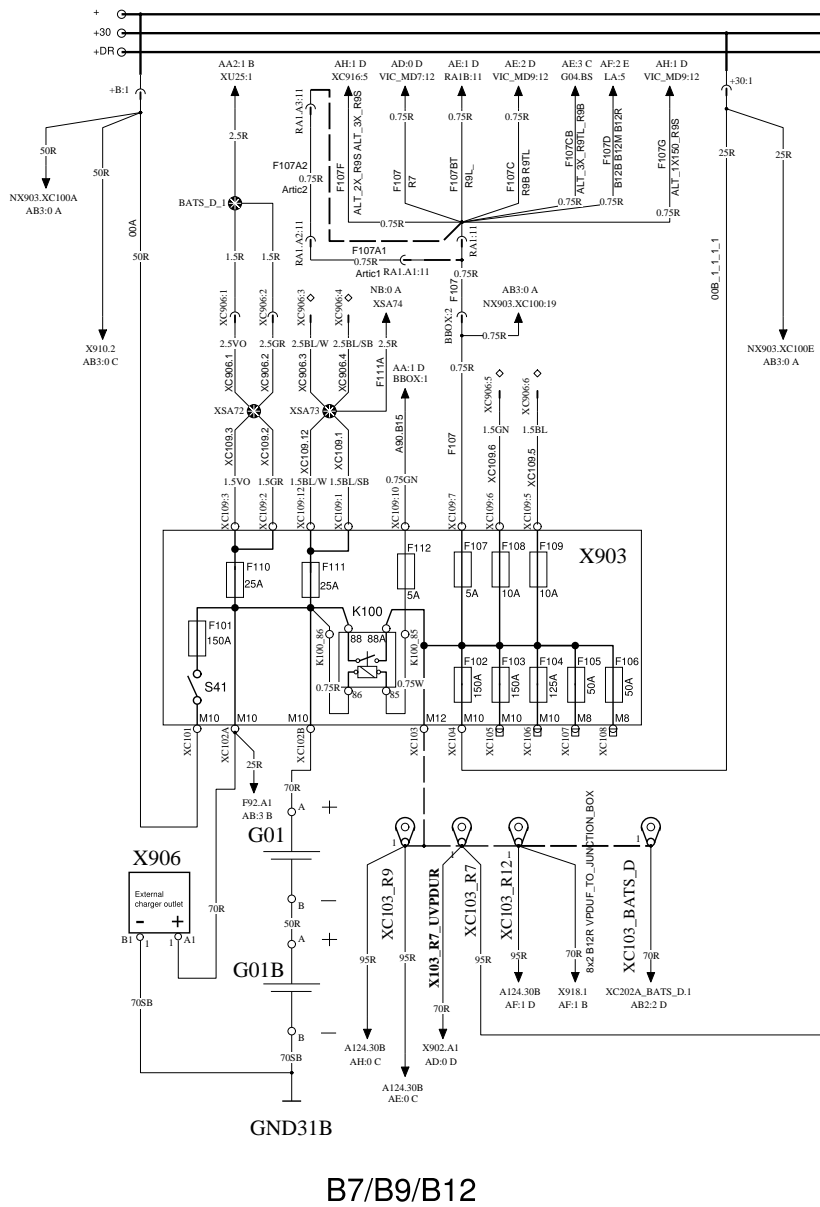 +
+30
+DR
AA2:1 B
XU25:1
AH:1 D
XC916:5
AD:0 D
VIC_MD7:12
AE:1 D
RA1B:11
AE:2 D
VIC_MD9:12
AE:3 C
G04.BS
AF:2 E
LA:5
AH:1 D
VIC_MD9:12
+B:1
+30:1
50R
50R
NX903.XC100A
AB3:0 A
00A
50R
X910.2
AB3:0 C
2.5R
BATS_D_1
1.5R
1.5R
RA1.A3:11
F107A2
0.75R
Artic2
RA1.A2:11
F107A1
0.75R
Artic1
RA1.A1:11
F107F
ALT_2X_R9S ALT_3X_R9S
0.75R
F107
R7
0.75R
F107BT
R9L_
0.75R
F107C
R9B R9TL
0.75R
F107CB
ALT_3X_R9TL_R9B
F107D
B12B B12M B12R
F107G
ALT_1X150_R9S
0.75R
0.75R
0.75R
RA1:11
0.75R
F107
BBOX:2
AB3:0 A
NX903.XC100:19
0.75R
0.75R
25R
25R
00B_1_1_1_1
NX903.XC100E
AB3:0 A
XC906:1
XC906:2
XC906:3
XC906:4
NB:0 A
XSA74
2.5VO
2.5GR
2.5BL/W
2.5BL/SB
2.5R
XC906.1
XC906.2
XC906.3
XC906.4
F111A
XSA72
XSA73
AA:1 D
BBOX:1
A90.B15
XC906:5
XC906:6
1.5GN
1.5BL
XC109.3
XC109.2
XC109.12
XC109.1
F107
XC109.6
XC109.5
1.5VO
1.5GR
1.5BL/W
1.5BL/SB
0.75GN
XC109:3
XC109:2
XC109:12
XC109:1
XC109:10
XC109:7
XC109:6
XC109:5
X903
F110
25A
F111
25A
F112
5A
F107
5A
F108
10A
F109
10A
F101
150A
S41
K100
K100_86
88 88A
K100_85
0.75R
86
85
0.75W
F102
150A
F103
150A
F104
125A
F105
50A
F106
50A
M10
M10
M10
M12
M10
M10
M10
M8
M8
XC101
XC102A
XC102B
XC103
XC104
XC105
XC106
XC107
XC108
25R
F92.A1
AB:3 B
70R
A
+
G01
B
−
50R
A
+
G01B
B
−
70SB
GND31B
X906
External
charger outlet
-
+
B1
1
1
A1
70R
70SB
1
1
1
1
XC103_R9
X103_R7_UVPDUR
XC103_R7
XC103_R12_
8x2 B12R VPDUF_TO_JUNCTION_BOX
XC103_BATS_D
95R
95R
70R
95R
95R
70R
70R
A124.30B
AH:0 C
A124.30B
AE:0 C
X902.A1
AD:0 D
A124.30B
AF:1 D
X918.1
AF:1 B
XC202A_BATS_D.1
AB2:2 D
B7/B9/B12